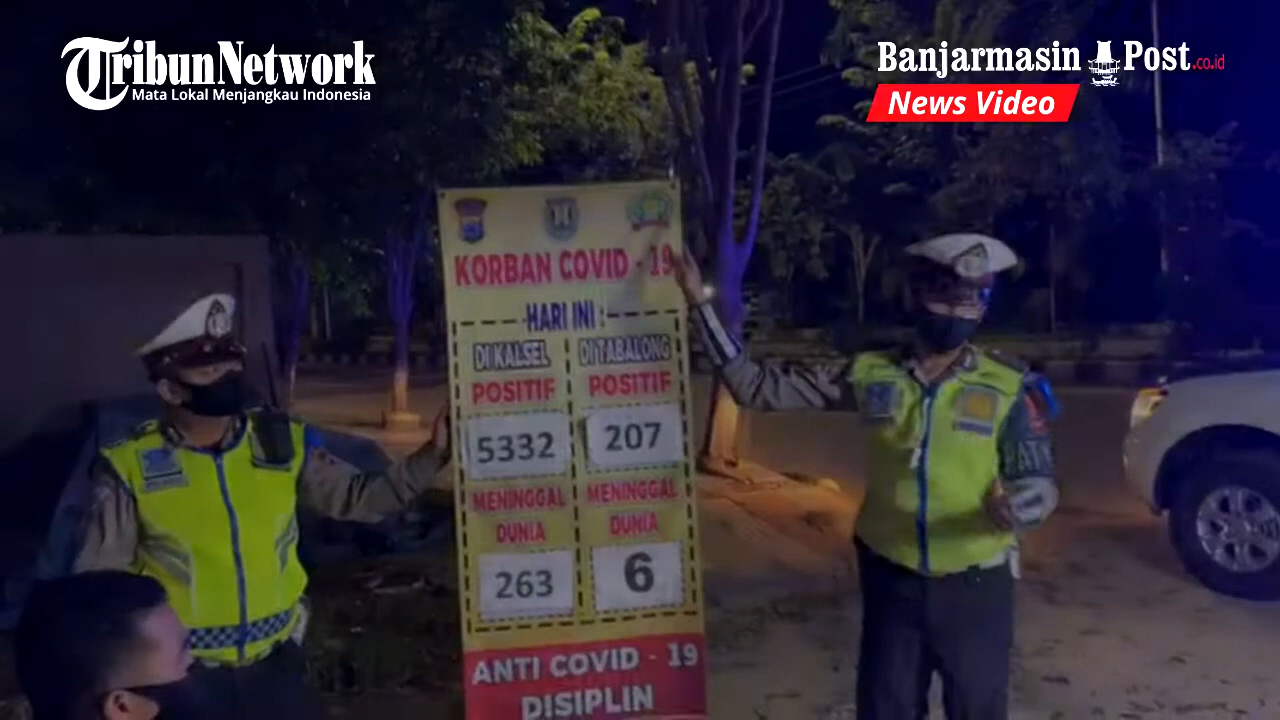 TribunNetwork
Mata Lokal Menjangkau Indonesia
Banjarmasin Post.co.id
News Video
KORBAN COVID - 19
HARI INI :
DI KALSEL
POSITIF
5332
MENINGGAL
DUNIA
263
DI TABALONG
POSITIF
207
MENINGGAL
DUNIA
6
ANTI COVID - 19
DISIPLIN